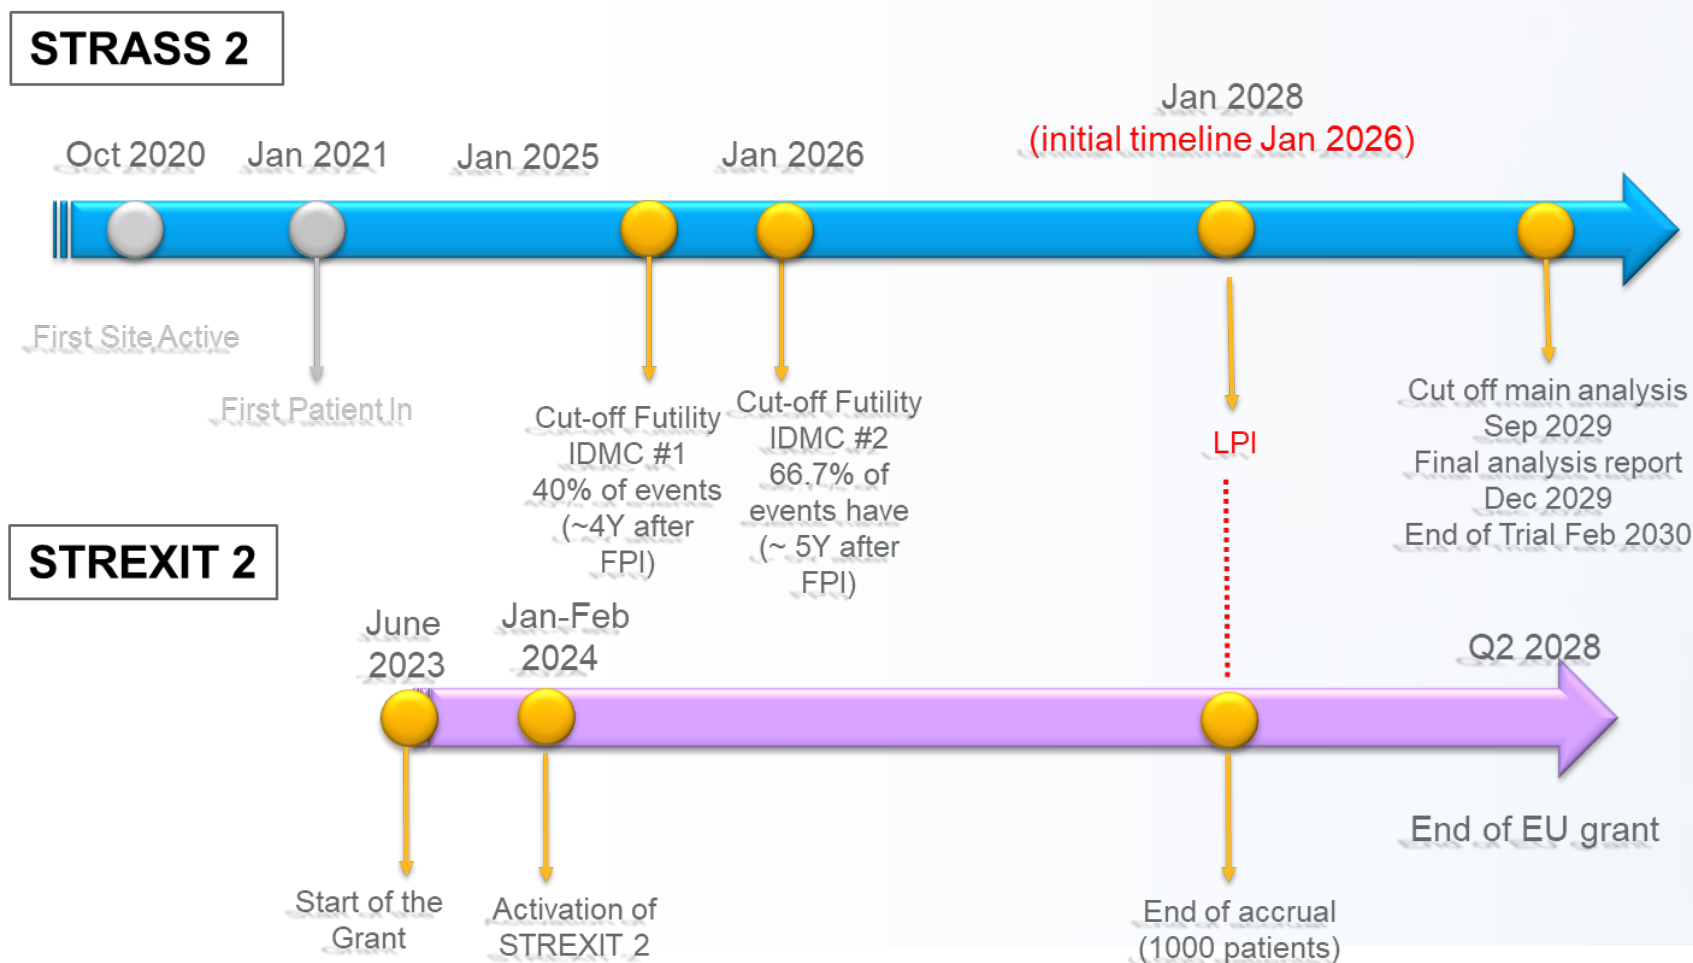 STRASS 2
Oct 2020
Jan 2021
Jan 2025
Jan 2026
Jan 2028
(initial timeline Jan 2026)
First Site Active
First Patient In
Cut-off Futility
IDMC #1
40% of events
(~4Y after
FPI)
Cut-off Futility
IDMC #2
66.7% of
events have
(~ 5Y after
FPI)
LPI
Cut off main analysis
Sep 2029
Final analysis report
Dec 2029
End of Trial Feb 2030
STREXIT 2
June
2023
Jan-Feb
2024
Q2 2028
Start of the
Grant
Activation of
STREXIT 2
End of accrual
(1000 patients)
End of EU grant